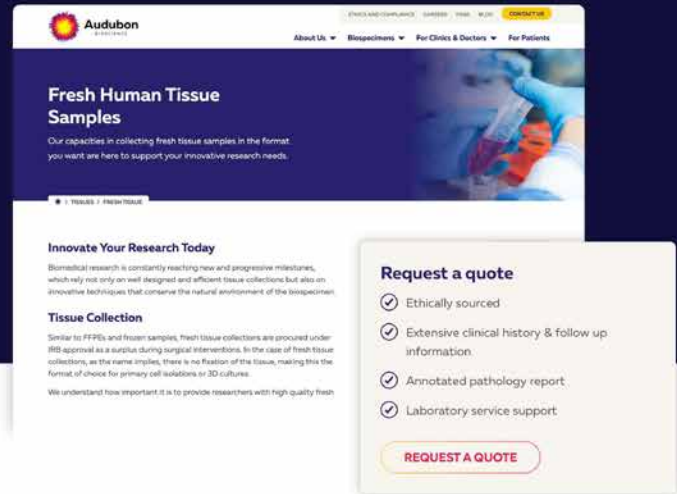 Audubon
BIOSCIENCE
ETHICS AND COMPLIANCE CAREERS NEWS BLOG CONTACT US
About Us Biospecimens For Clinics & Doctors For Patients
Fresh Human Tissue
Samples
Our capacities in collecting fresh tissue samples in the format
you want are here to support your innovative research needs.
/ TISSUES / FRESH TISSUE
Innovate Your Research Today
Biomedical research is constantly reaching new and progressive milestones,
which rely not only on well designed and efficient tissue collections but also on
innovative techniques that conserve the natural environment of the biospecimen
Tissue Collection
Similar to FFPEs and frozen samples, fresh tissue collections are procured under
IRB approval as a surplus during surgical interventions. In the case of fresh tissue
collections, as the name implies, there is no fixation of the tissue, making this the
format of choice for primary cell isolations or 3D cultures.
We understand how important it is to provide researchers with high quality fresh
Request a quote
Ethically sourced
Extensive clinical history & follow up
information
Annotated pathology report
Laboratory service support
REQUEST A QUOTE